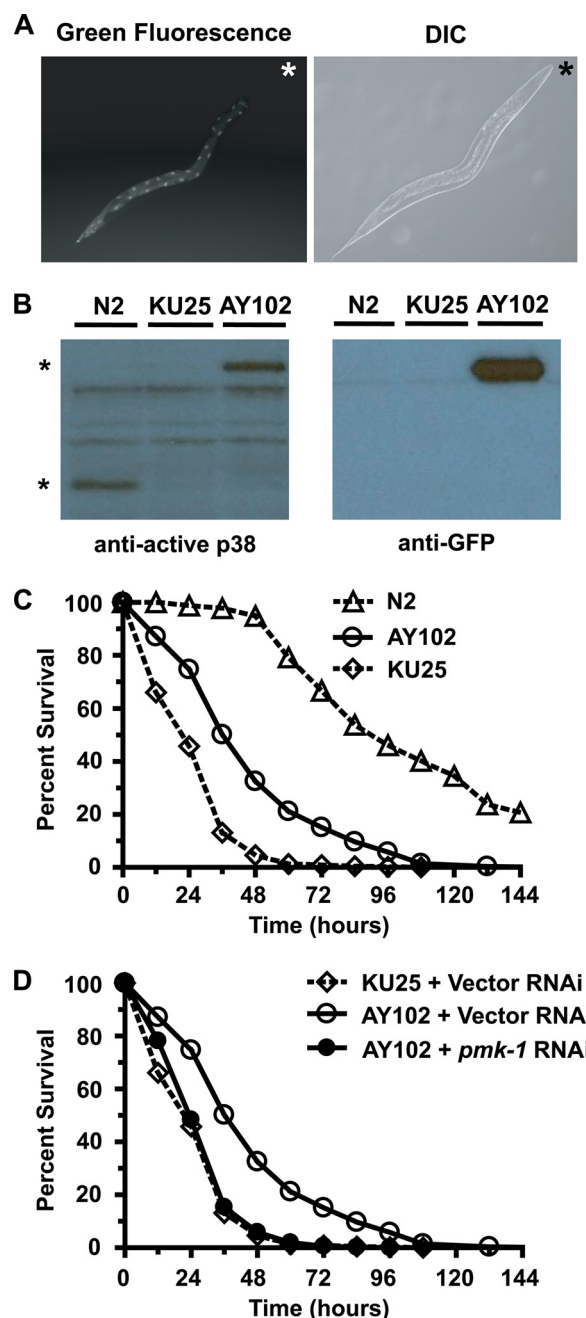 A
Green Fluorescence DIC
* *
B
N2 KU25 AY102 N2 KU25 AY102
*
*
anti-active p38 anti-GFP
C
N2
AY102
KU25
Percent Survival
100
80
60
40
20
0
0 24 48 72 96 120 144
Time (hours)
D
KU25 + Vector RNAi
AY102 + Vector RNA
AY102 + pmk-1 RNAi
Percent Survival
100
80
60
40
20
0
0 24 48 72 96 120 144
Time (hours)